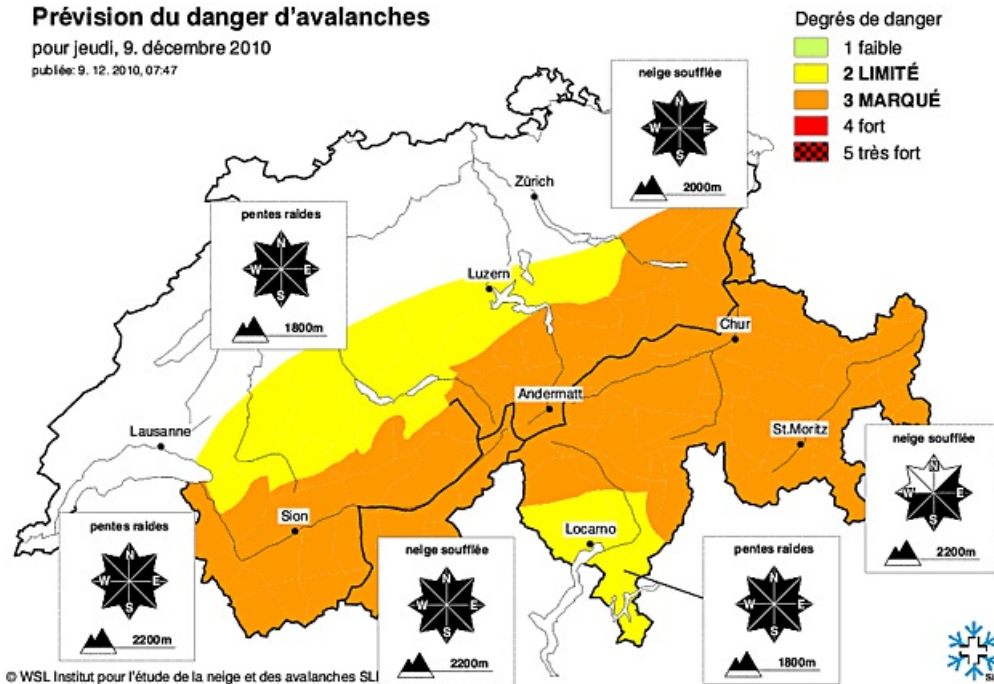 Prévision du danger d'avalanches
pour jeudi, 9. décembre 2010
publiée: 9. 12. 2010, 07:47
Degrés de danger
1 faible
2 LIMITÉ
3 MARQUÉ
4 fort
5 très fort
neige soufflée
N
W E
S
2000m
Zürich
pentes raides
N
W E
S
1800m
Luzern
Chur
Andermatt
Lausanne
St.Moritz
neige soufflée
N
W E
S
2200m
Sion
Locarno
pentes raides
N
W E
S
2200m
neige soufflée
N
W E
S
2200m
pentes raides
N
W E
S
1800m
© WSL Institut pour l'étude de la neige et des avalanches SLF
SL